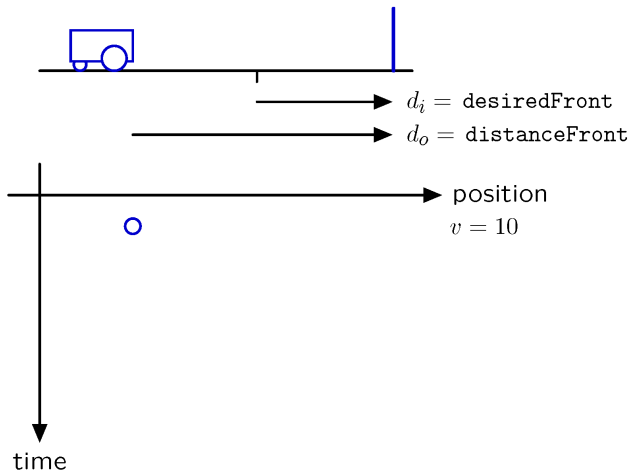 d_i = desiredFront
d_o = distanceFront
position
v = 10
time